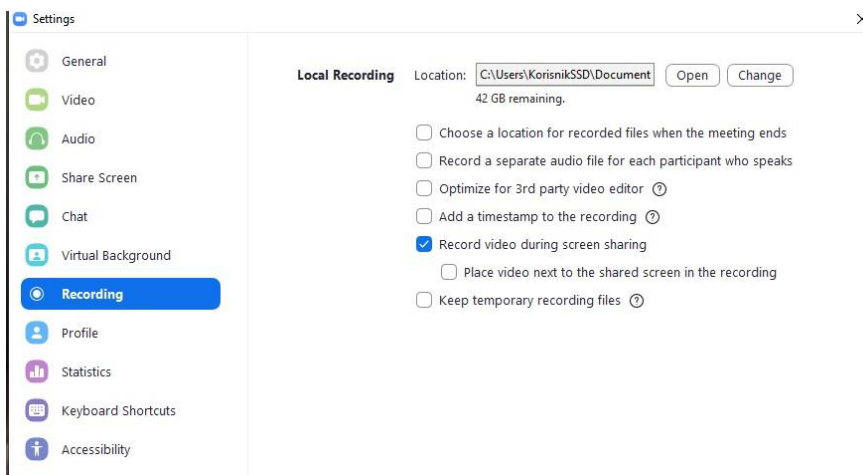 Settings
General
Video
Audio
Share Screen
Chat
Virtual Background
Recording
Profile
Statistics
Keyboard Shortcuts
Accessibility
Local Recording Location: C:\Users\KorisnikSSD\Document Open Change
42 GB remaining.
Choose a location for recorded files when the meeting ends
Record a separate audio file for each participant who speaks
Optimize for 3rd party video editor ?
Add a timestamp to the recording ?
Record video during screen sharing
Place video next to the shared screen in the recording
Keep temporary recording files ?